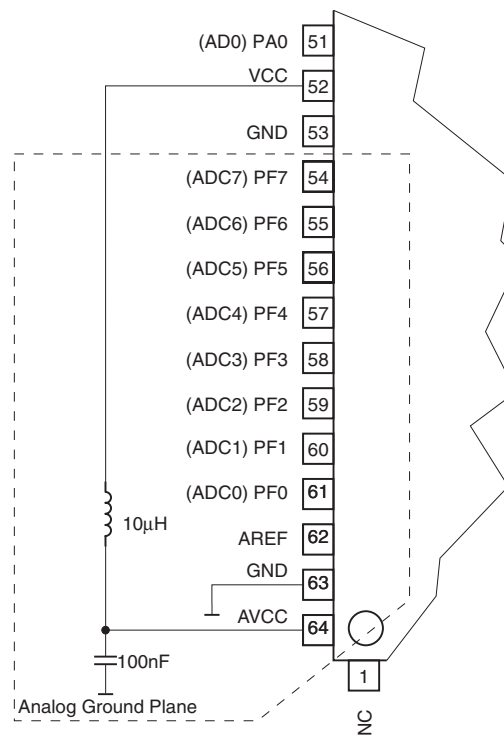 (AD0) PA0 51
VCC 52
GND 53
(ADC7) PF7 54
(ADC6) PF6 55
(ADC5) PF5 56
(ADC4) PF4 57
(ADC3) PF3 58
(ADC2) PF2 59
(ADC1) PF1 60
(ADC0) PF0 61
10μH
AREF 62
GND 63
AVCC 64
100nF
1
Analog Ground Plane
NC